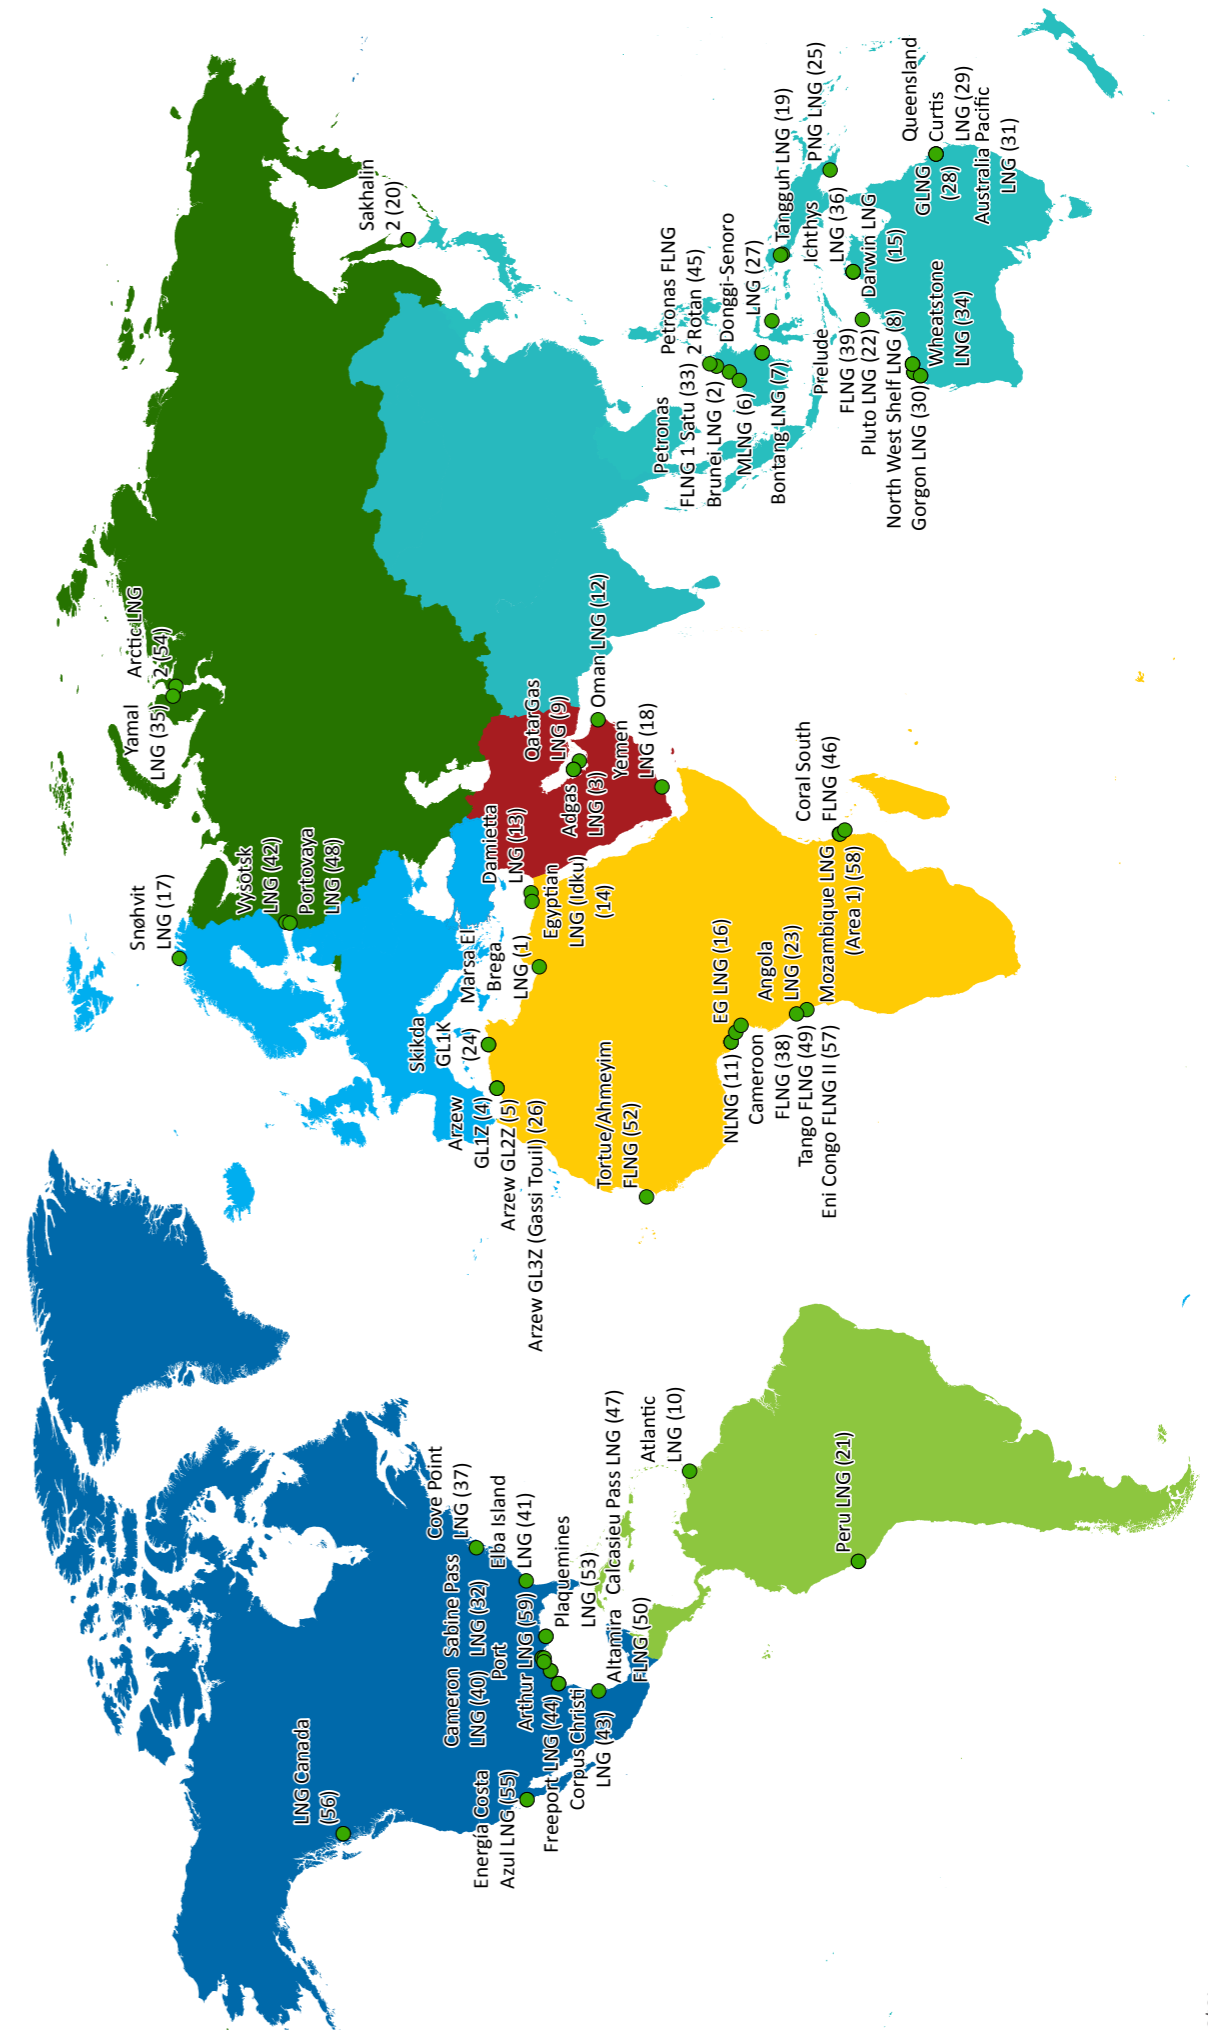 LNG Canada
(56)
Energía Costa
Azul LNG (55)
Freeport LNG (44)
Corpus Christi
LNG (43)
Cameron
LNG (40)
Sabine Pass
LNG (32)
Port
Arthur LNG (59)
Cove Point
LNG (37)
Elba Island
LNG (41)
Plaquemines
LNG (53)
Altamira
FLNG (50)
Calcasieu Pass LNG (47)
Atlantic
LNG (10)
Peru LNG (21)
Snøhvit
LNG (17)
Vysotsk
LNG (42)
Portovaya
LNG (48)
Yamal
LNG (35)
Arctic LNG
2 (54)
Sakhalin
2 (20)
Skikda
GL1K
(24)
Arzew
GL1Z (4)
Arzew GL2Z (5)
Arzew GL3Z (Gassi Touil) (26)
Marsa El
Brega
LNG (1)
Damietta
LNG (13)
Egyptian
LNG (Idku)
(14)
QatarGas
LNG (9)
Adgas
LNG (3)
Oman LNG (12)
Yemen
LNG (18)
Tortue/Ahmeyim
FLNG (52)
NLNG (11)
EG LNG (16)
Cameroon
FLNG (38)
Angola
LNG (23)
Tango FLNG (49)
Eni Congo FLNG II (57)
Coral South
FLNG (46)
Mozambique LNG
(Area 1) (58)
Petronas
FLNG 1 Satu (33)
Petronas FLNG
2 Rotan (45)
Brunei LNG (2)
MLNG (6)
Bontang LNG (7)
Donggi-Senoro
LNG (27)
Tangguh LNG (19)
PNG LNG (25)
Ichthys
LNG (36)
Darwin LNG
(15)
Prelude
FLNG (39)
Pluto LNG (22)
North West Shelf LNG (8)
Gorgon LNG (30)
Wheatstone
LNG (34)
Queensland
Curtis
LNG (29)
GLNG
(28)
Australia Pacific
LNG (31)